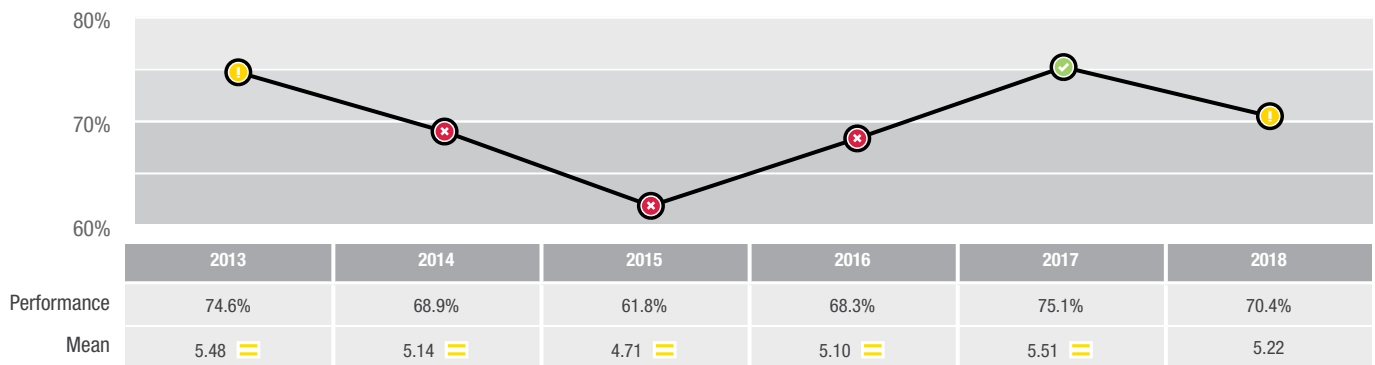 80%
70%
60%
2013 2014 2015 2016 2017 2018
Performance 74.6% 68.9% 61.8% 68.3% 75.1% 70.4%
Mean 5.48 5.14 4.71 5.10 5.51 5.22